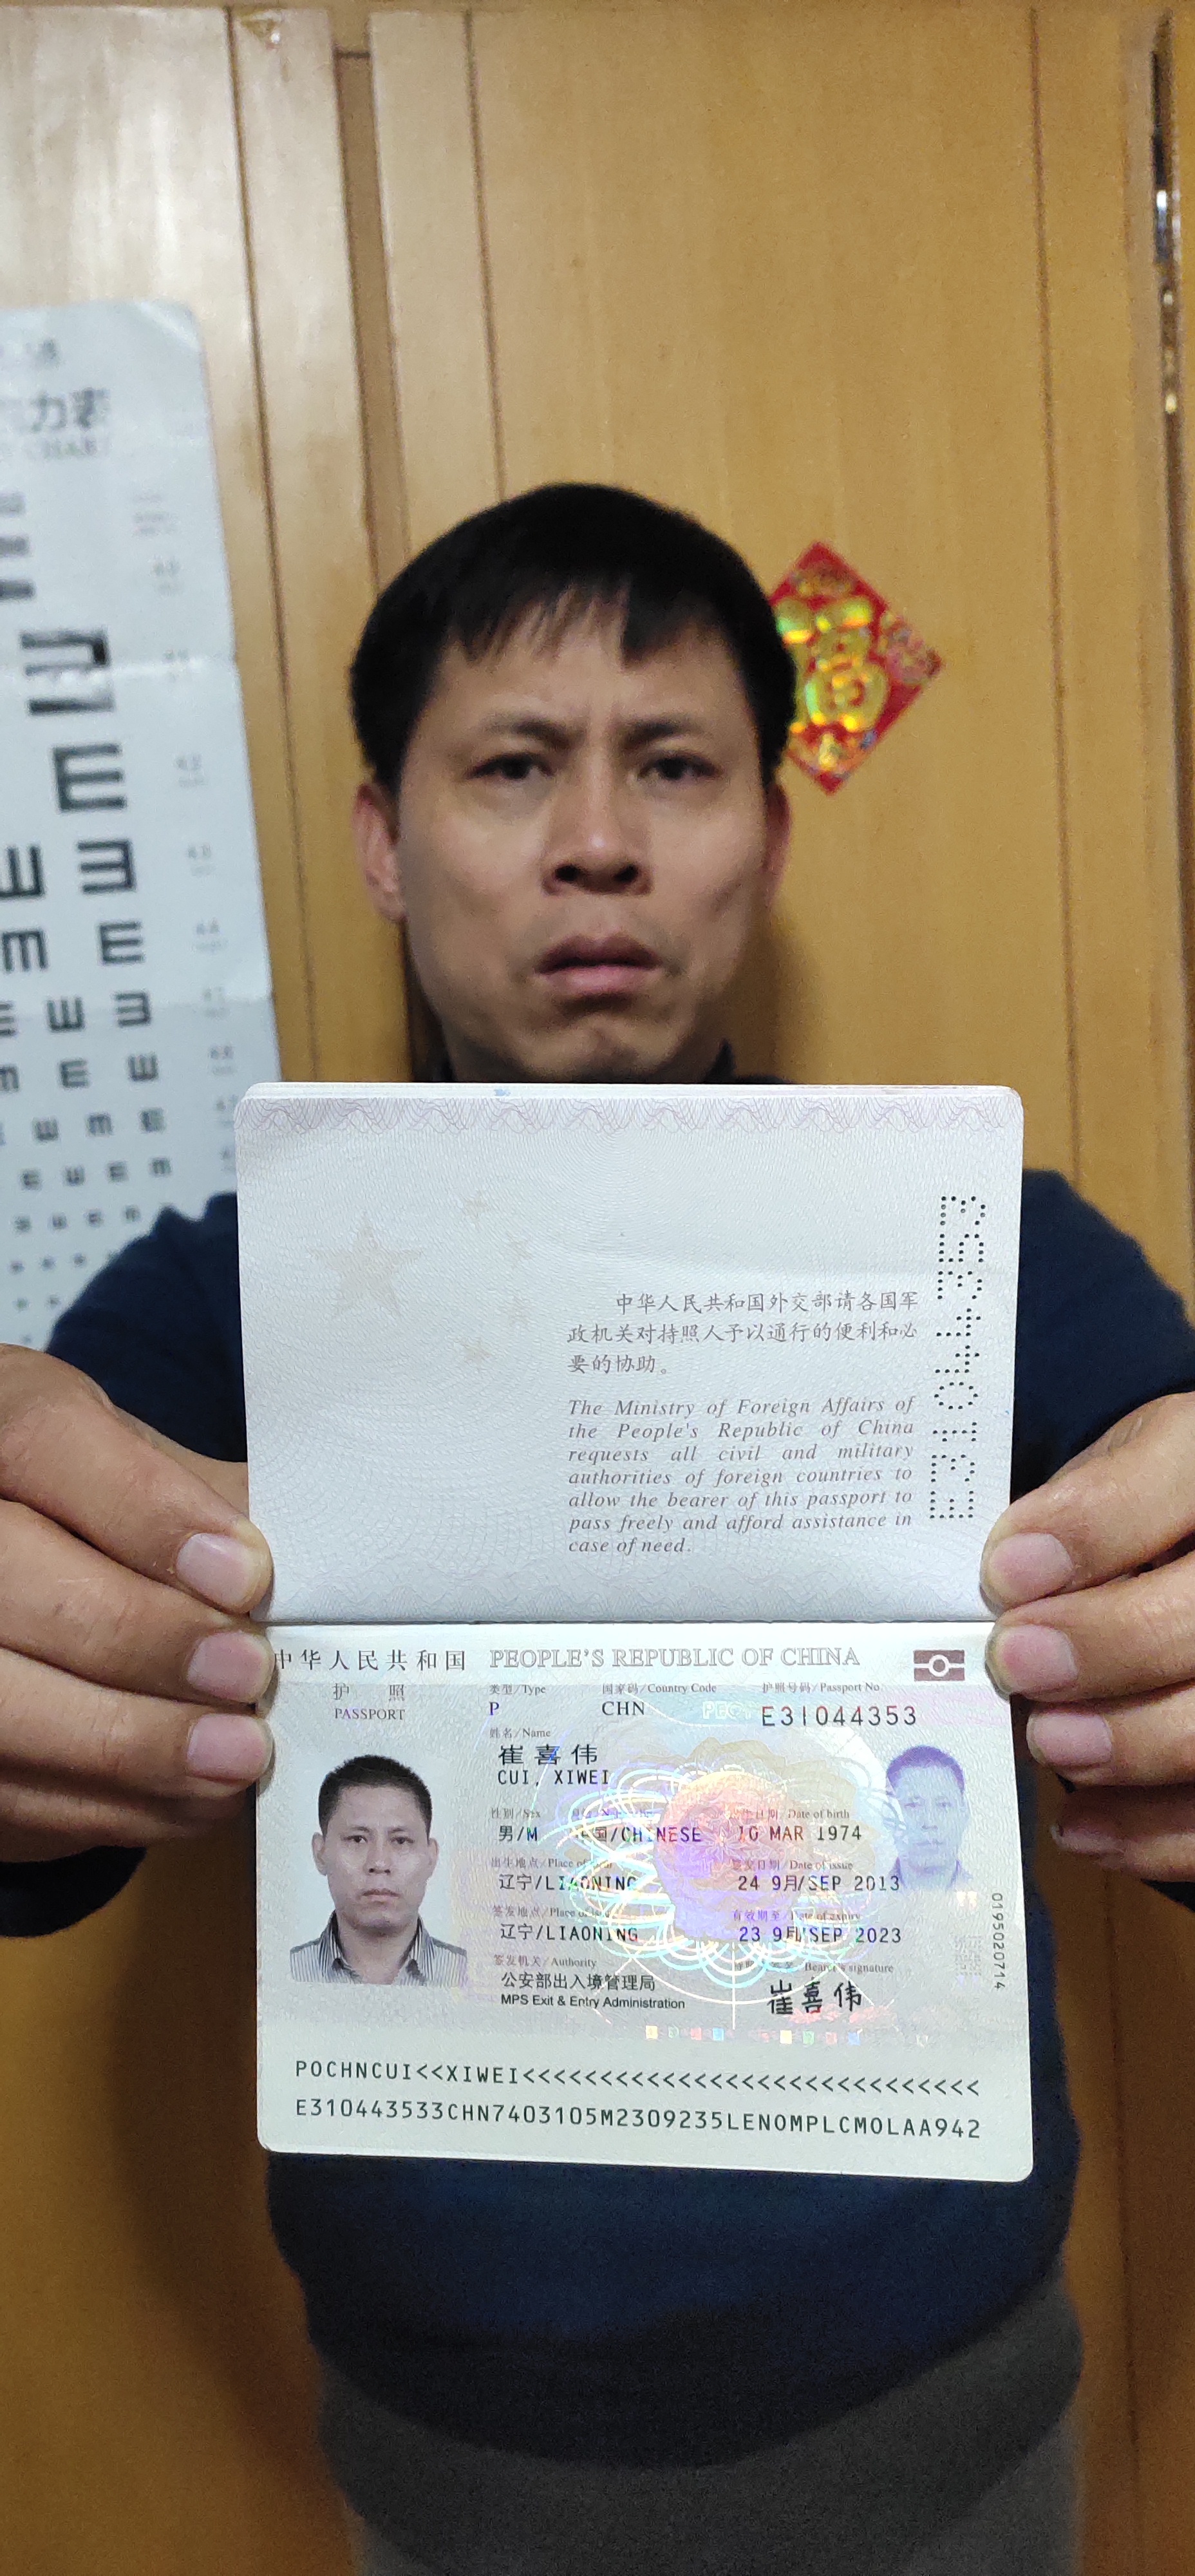 力表
福
中华人民共和国外交部请各国军
政机关对持照人予以通行的便利和必
要的协助。
The Ministry of Foreign Affairs of
the People's Republic of China
requests all civil and military
authorities of foreign countries to
allow the bearer of this passport to
pass freely and afford assistance in
case of need.
E31044353
中华人民共和国 PEOPLE'S REPUBLIC OF CHINA
护 照
PASSPORT
类型/Type 国家码/Country Code 护照号码/Passport No.
P CHN E31044353
姓名/Name
崔喜伟
CUI, XIWEI
性别/Sex 出生日期/Date of birth
男/M 中国/CHINESE 10 MAR 1974
出生地点/Place of birth 签发日期/Date of issue
辽宁/LIAONING 24 9月/SEP 2013
签发地点/Place of issue 有效期至/Date of expiry
辽宁/LIAONING 23 9月/SEP 2023
签发机关/Authority Bearer's signature
公安部出入境管理局
MPS Exit & Entry Administration
崔喜伟
0195020714
POCHNCUI<<XIWEI<<<<<<<<<<<<<<<<<<<<<<<<<<<<<
E310443533CHN7403105M2309235LENOMPLCMOLAA942